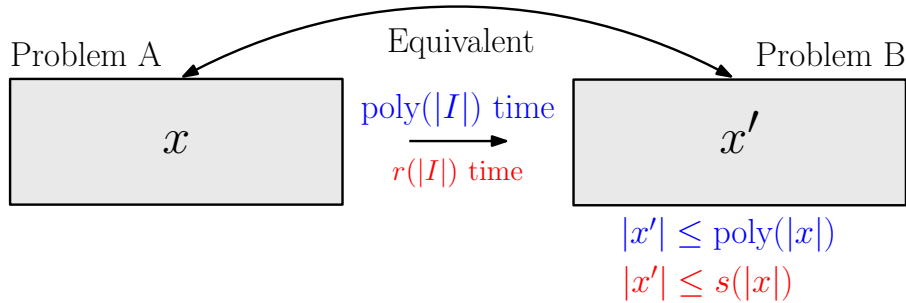 Equivalent
Problem A
Problem B
x
poly(|I|) time
r(|I|) time
x′
|x′| ≤ poly(|x|)
|x′| ≤ s(|x|)